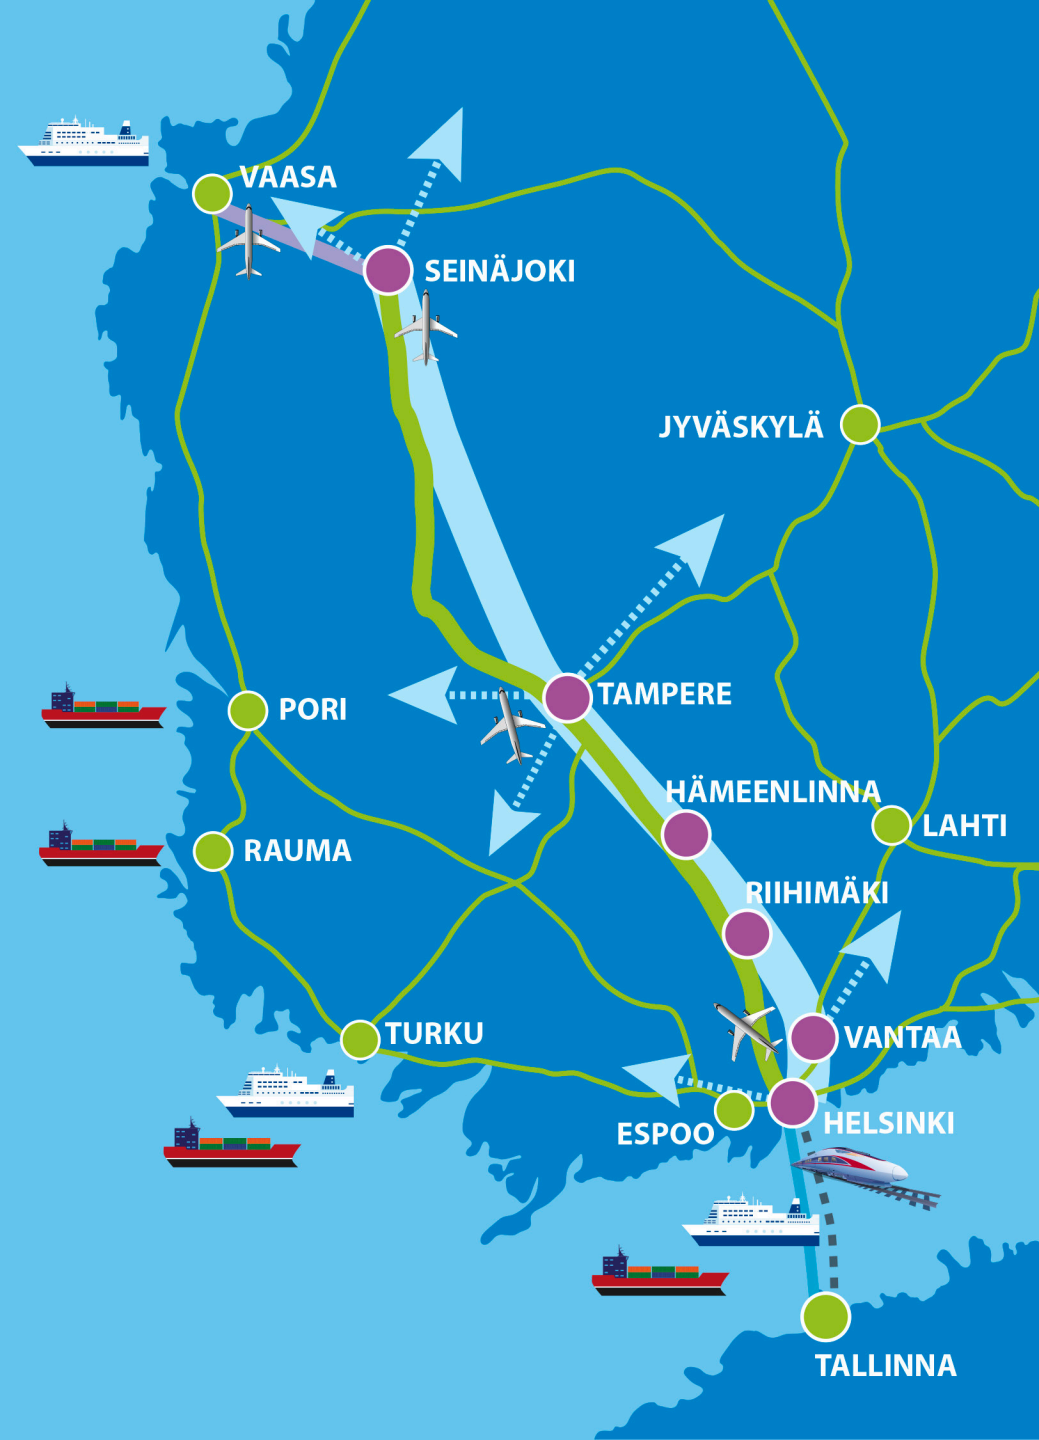 VAASA
SEINÄJOKI
JYVÄSKYLÄ
TAMPERE
PORI
HÄMEENLINNA
LAHTI
RAUMA
RIIHIMÄKI
TURKU
VANTAA
HELSINKI
ESPOO
TALLINNA